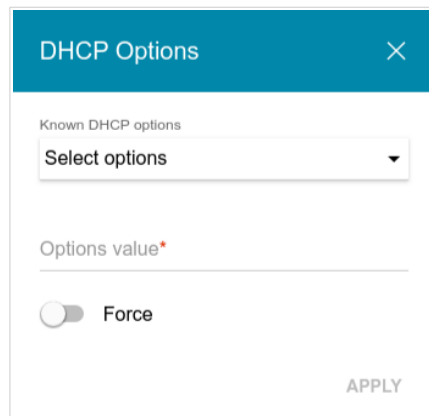 DHCP Options
Known DHCP options
Select options
Options value*
Force
APPLY